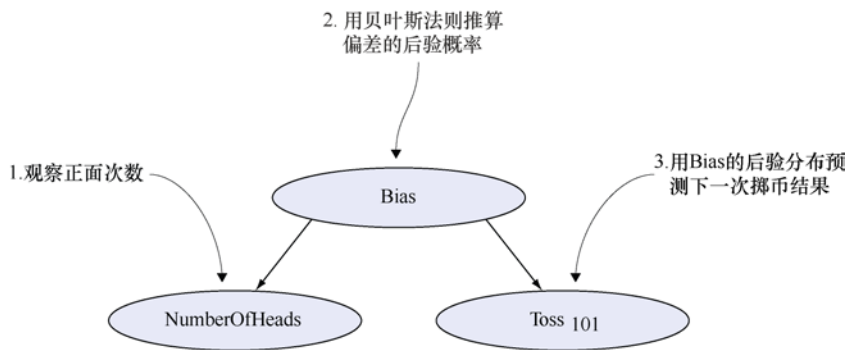 2. 用贝叶斯法则推算
偏差的后验概率
1.观察正面次数
Bias
3.用Bias的后验分布预
测下一次掷币结果
NumberOfHeads
Toss 101